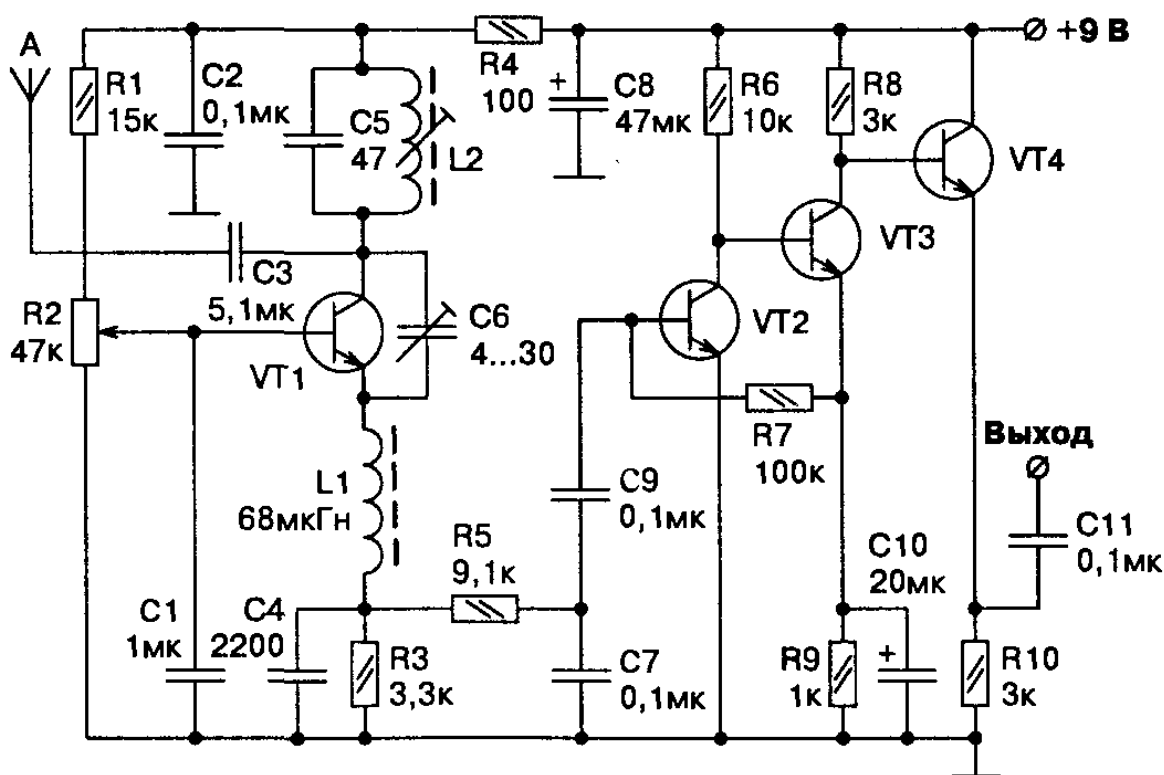 A
R1
15к
C2
0,1мк
C5
47
L2
R4
100
C8
47мк
R6
10к
R8
3к
+9 В
VT4
VT3
C3
5,1мк
R2
47к
VT1
C6
4...30
VT2
R7
100к
Выход
L1
68мкГн
R5
9,1к
C9
0,1мк
C10
20мк
C11
0,1мк
C1
1мк
C4
2200
R3
3,3к
C7
0,1мк
R9
1к
+
R10
3к
+